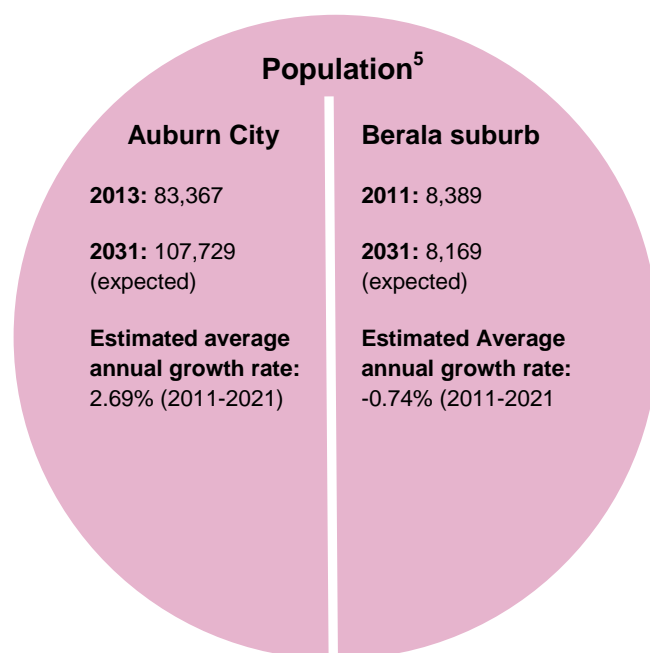 Population5
Auburn City
2013: 83,367
2031: 107,729
(expected)
Estimated average
annual growth rate:
2.69% (2011-2021)
Berala suburb
2011: 8,389
2031: 8,169
(expected)
Estimated Average
annual growth rate:
-0.74% (2011-2021